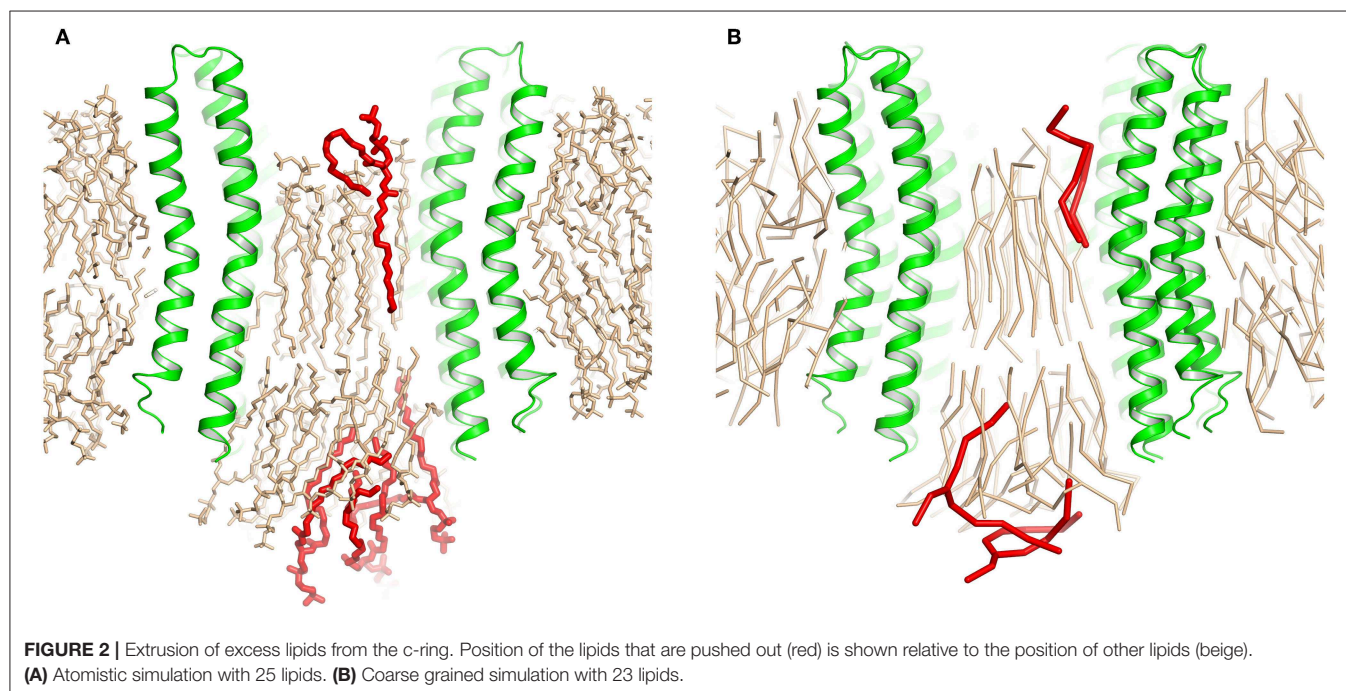 A
B
FIGURE 2 | Extrusion of excess lipids from the c-ring. Position of the lipids that are pushed out (red) is shown relative to the position of other lipids (beige).
(A) Atomistic simulation with 25 lipids. (B) Coarse grained simulation with 23 lipids.